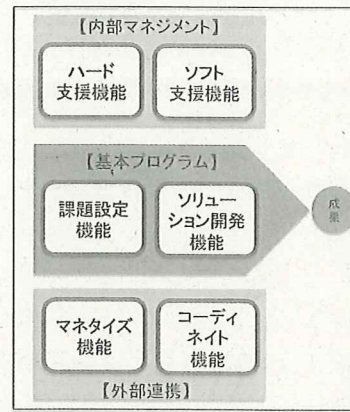 【内部マネジメント】
ハード
支援機能
ソフト
支援機能
【基本プログラム】
課題設定
機能
ソリュー
ション開発
機能
成
果
マネタイズ
機能
コーディ
ネイト
機能
【外部連携】